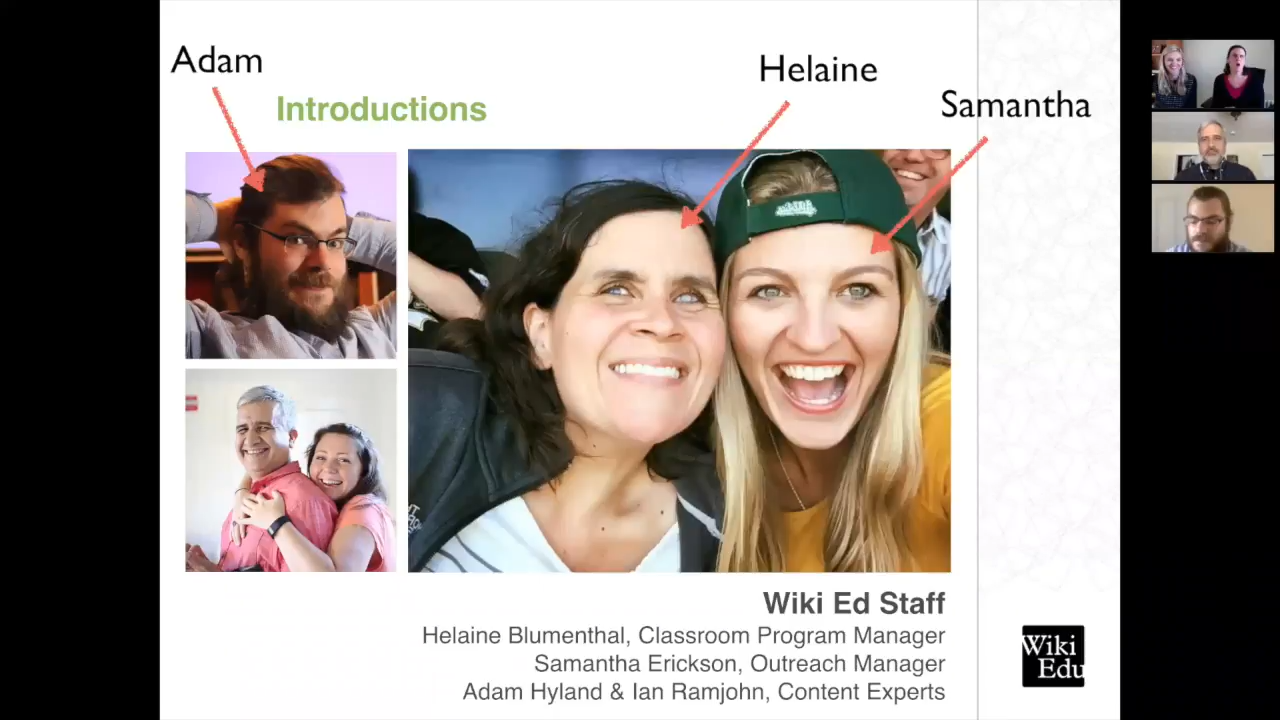 Adam
Helaine
Samantha
Introductions
Wiki Ed Staff
Helaine Blumenthal, Classroom Program Manager
Samantha Erickson, Outreach Manager
Adam Hyland & Ian Ramjohn, Content Experts
Wiki
Edu